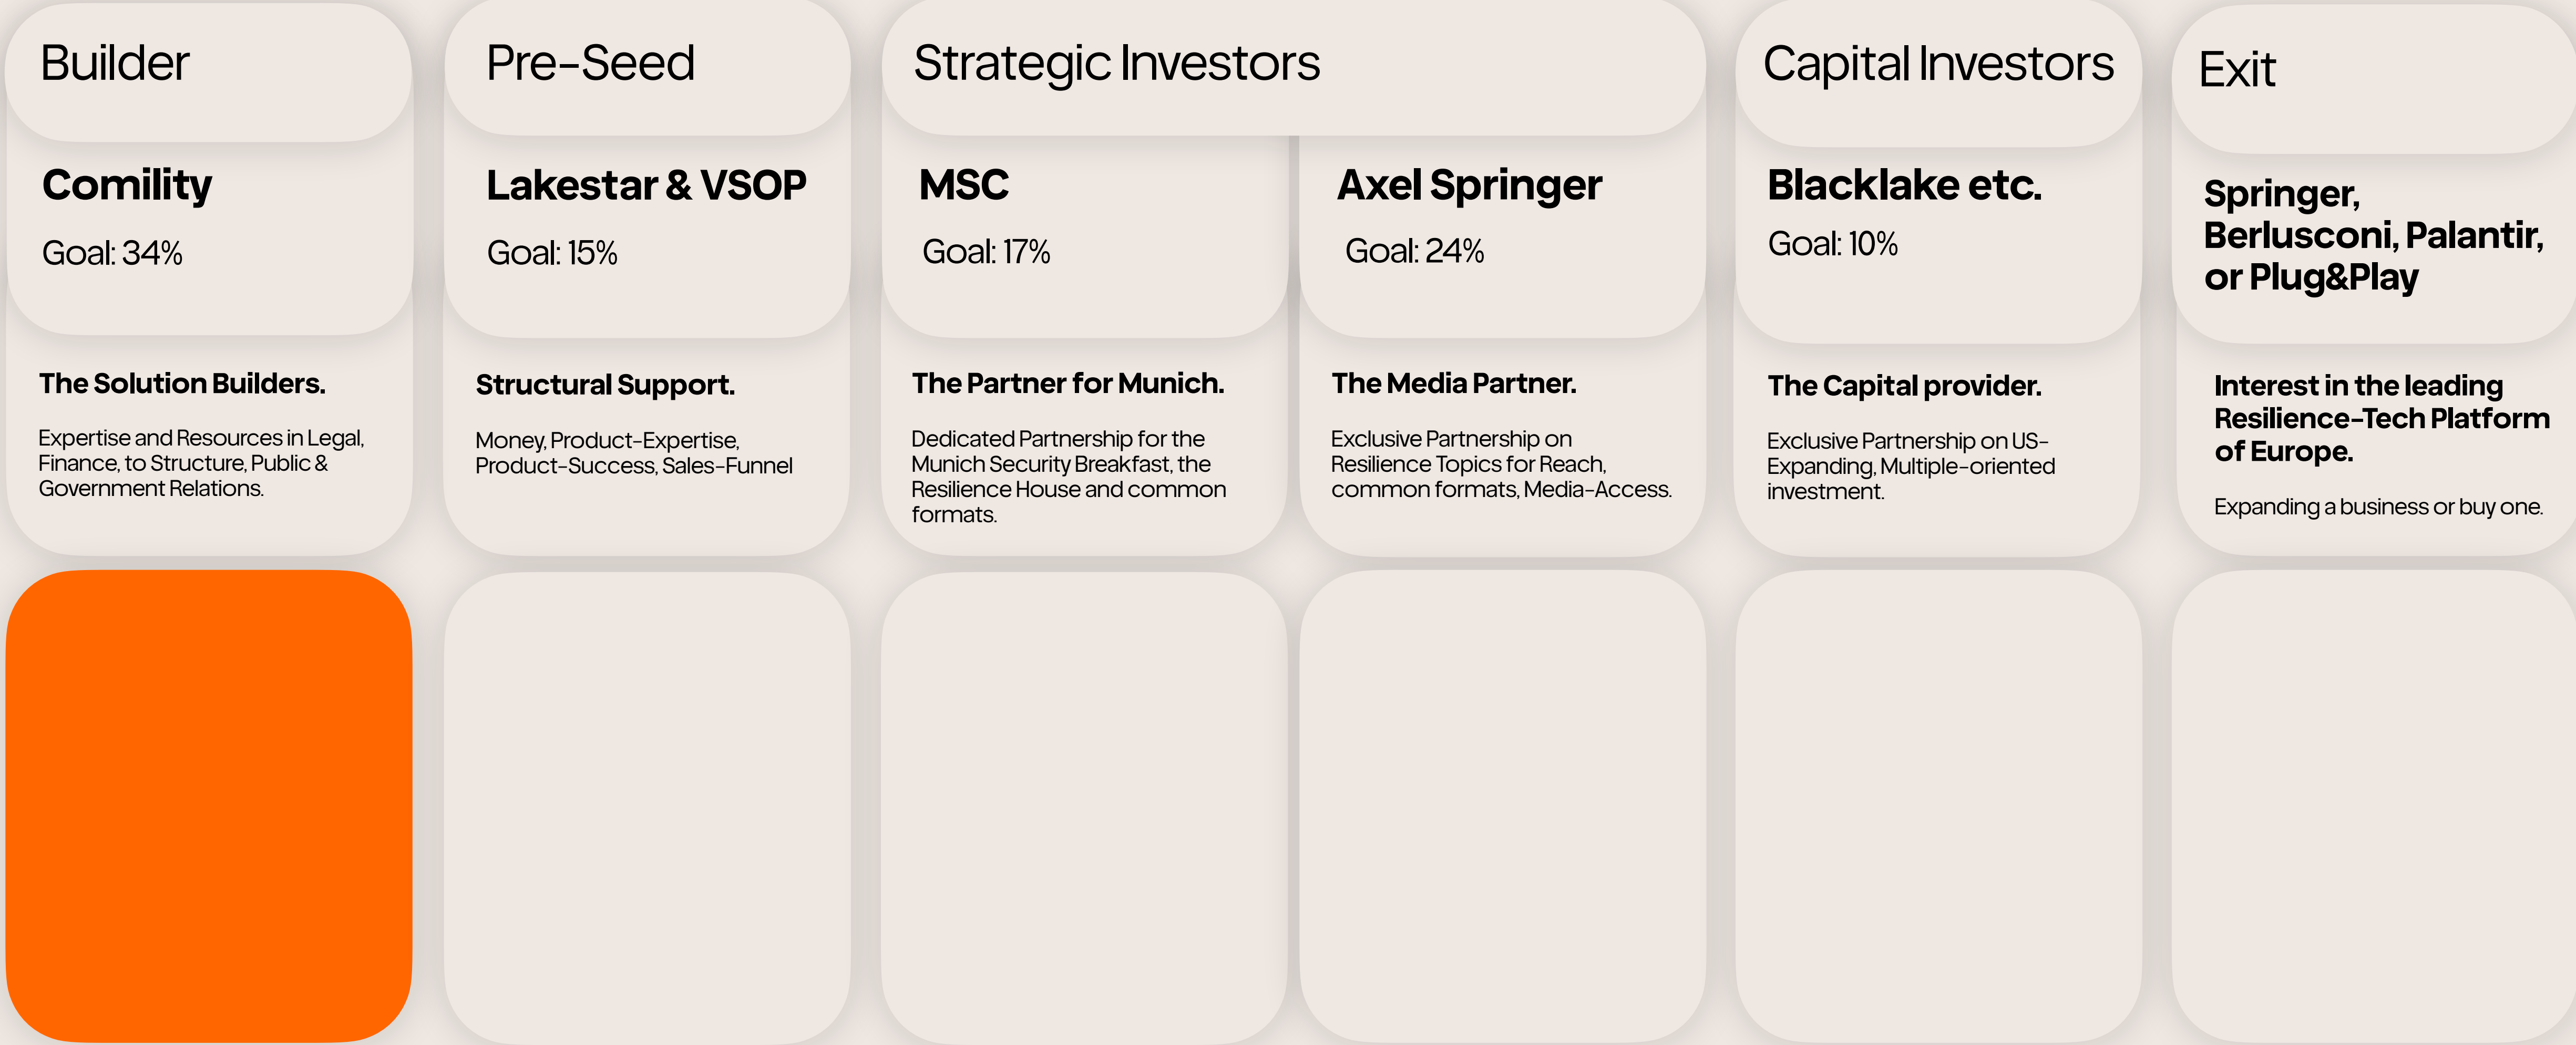 Builder
Comility
Goal: 34%
The Solution Builders.
Expertise and Resources in Legal,
Finance, to Structure, Public &
Government Relations.
Pre-Seed
Lakestar & VSOP
Goal: 15%
Structural Support.
Money, Product-Expertise,
Product-Success, Sales-Funnel
Strategic Investors
MSC
Goal: 17%
The Partner for Munich.
Dedicated Partnership for the
Munich Security Breakfast, the
Resilience House and common
formats.
Axel Springer
Goal: 24%
The Media Partner.
Exclusive Partnership on
Resilience Topics for Reach,
common formats, Media-Access.
Capital Investors
Blacklake etc.
Goal: 10%
The Capital provider.
Exclusive Partnership on US-
Expanding, Multiple-oriented
investment.
Exit
Springer,
Berlusconi, Palantir,
or Plug&Play
Interest in the leading
Resilience-Tech Platform
of Europe.
Expanding a business or buy one.